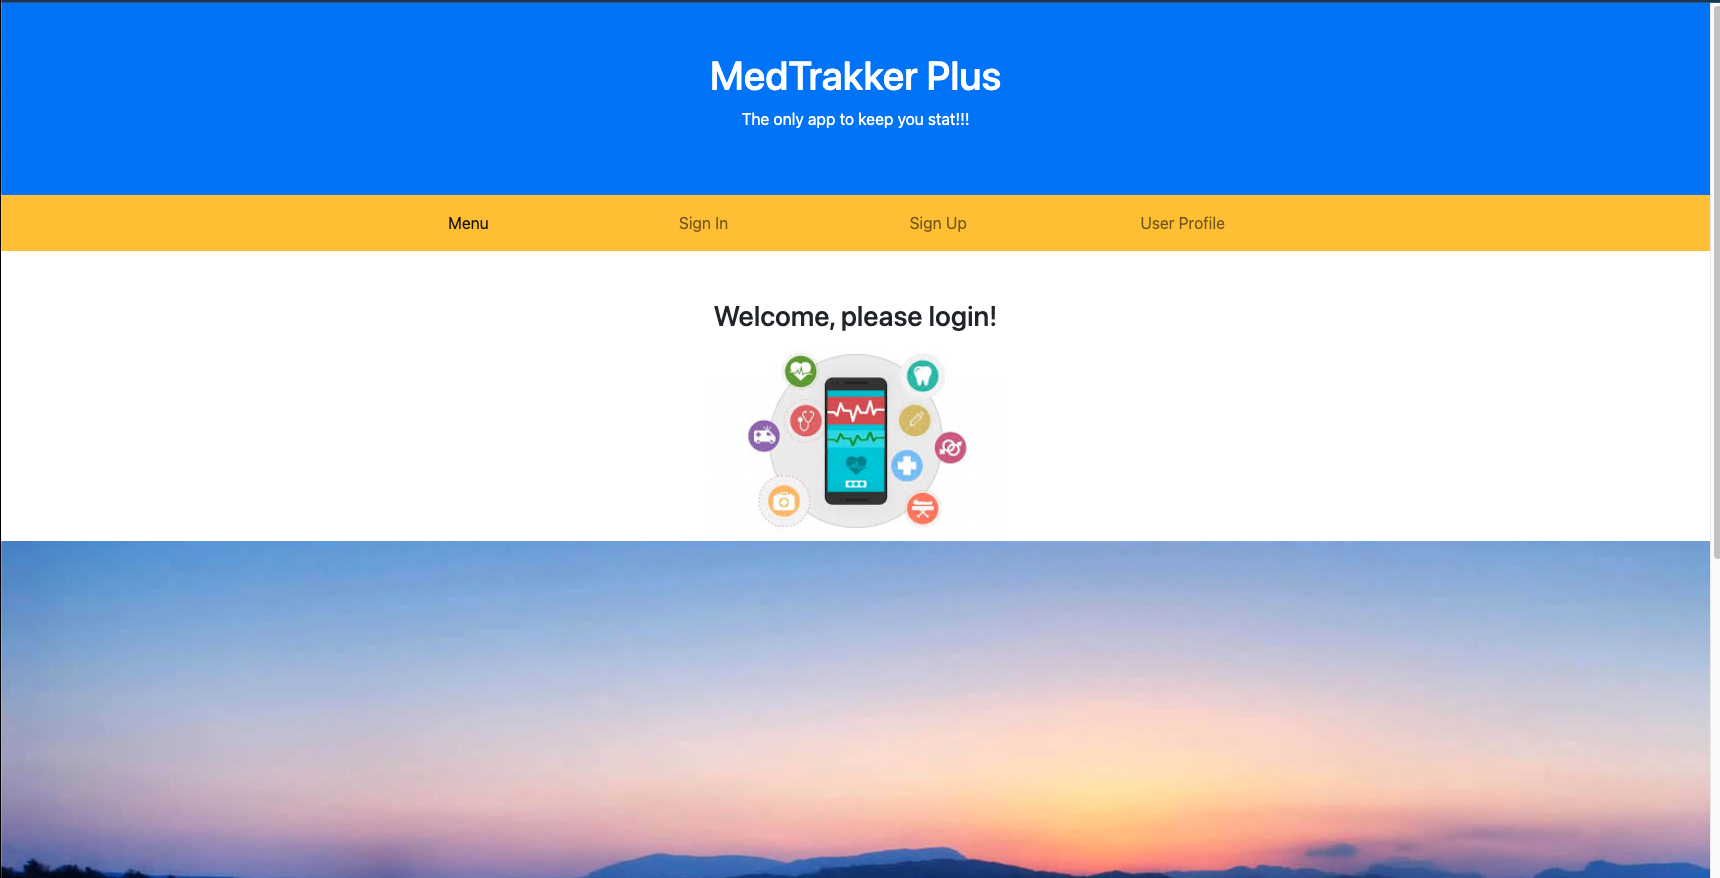 MedTrakker Plus
The only app to keep you stat!!!
Menu Sign In Sign Up User Profile
Welcome, please login!